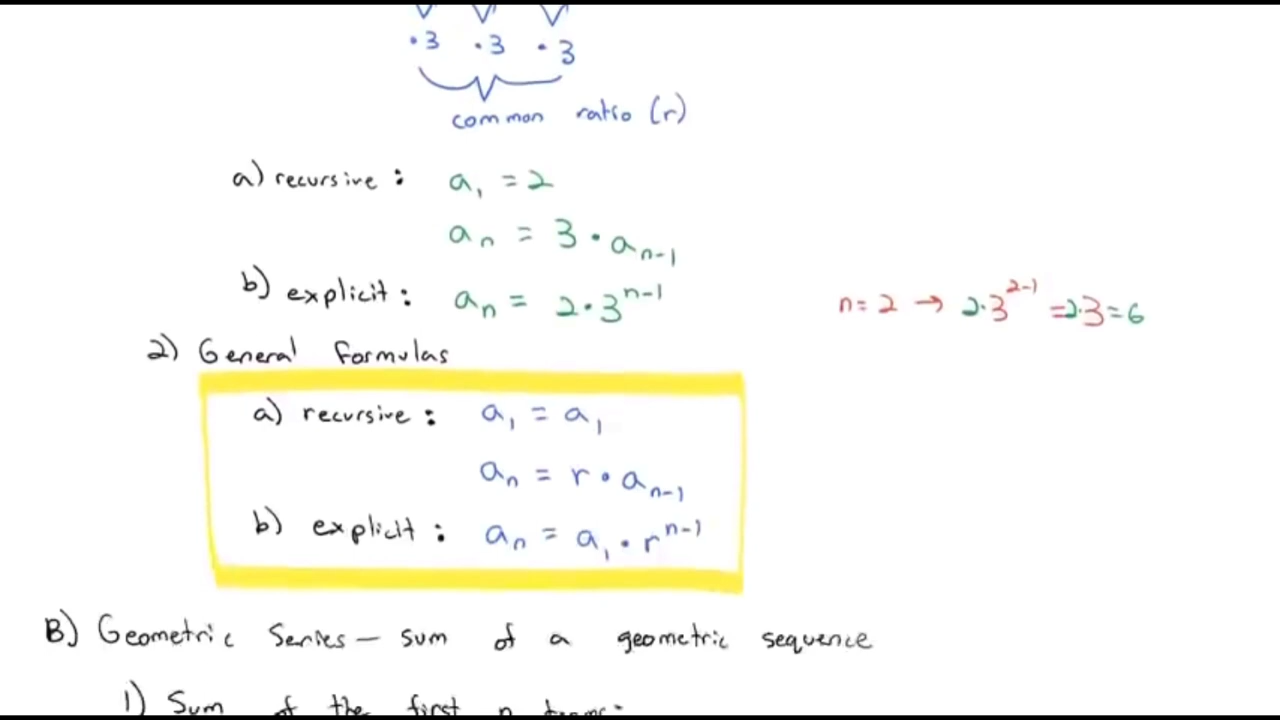 ·3 ·3 ·3
common ratio (r)
a) recursive: a₁ = 2
aₙ = 3·aₙ₋₁
b) explicit: aₙ = 2·3ⁿ⁻¹
n=2 → 2·3²⁻¹ =2·3=6
2) General Formulas
a) recursive: a₁ = a₁
aₙ = r·aₙ₋₁
b) explicit: aₙ = a₁·rⁿ⁻¹
B) Geometric Series – sum of a geometric sequence
1) Sum of the first n terms: